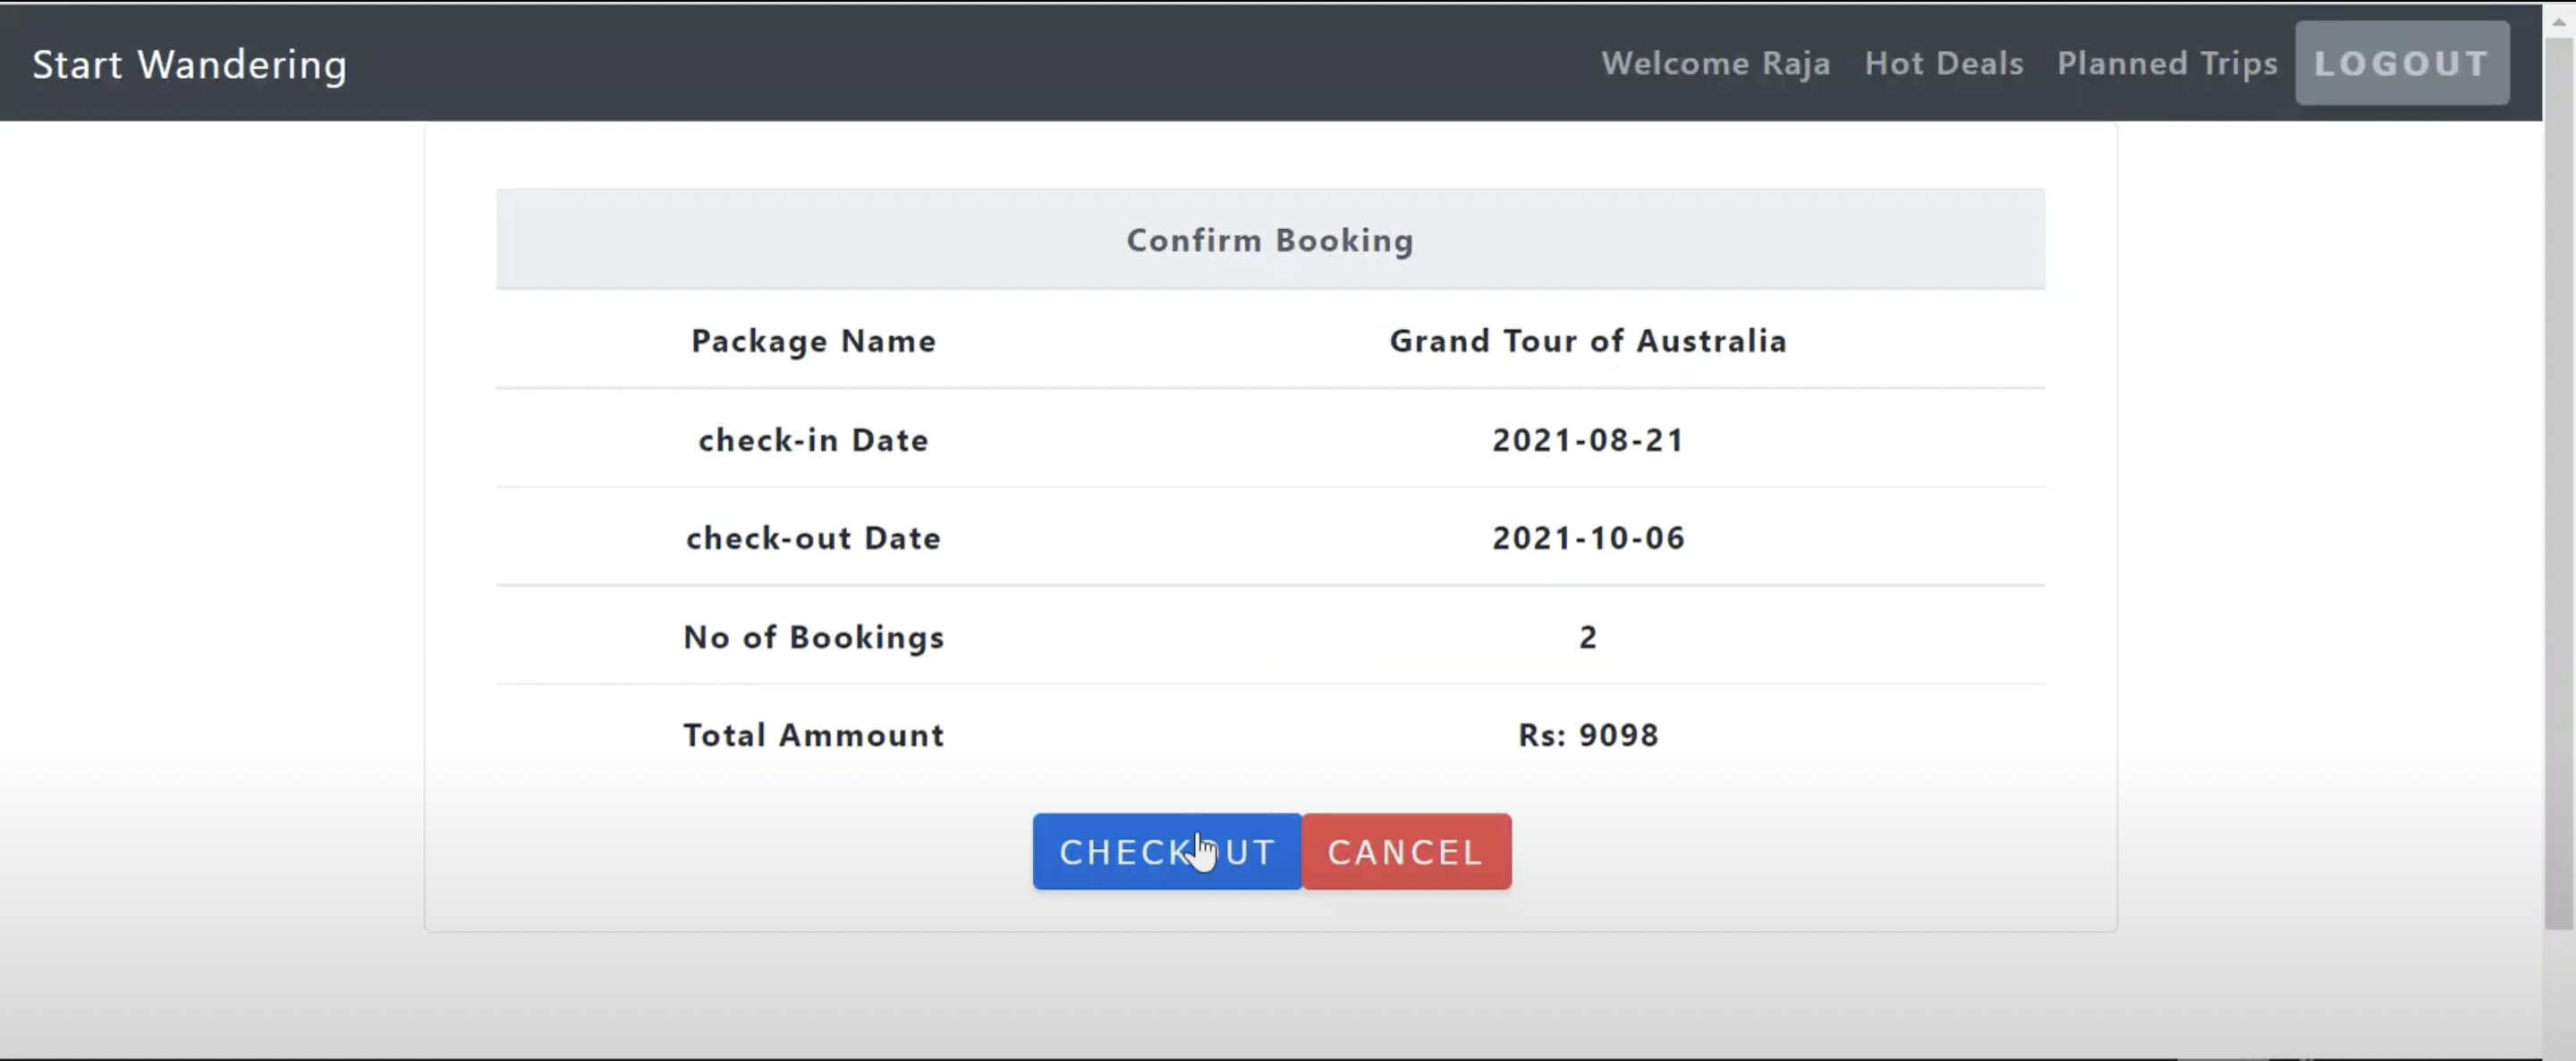 Start Wandering Welcome Raja Hot Deals Planned Trips LOGOUT
Confirm Booking
Package Name Grand Tour of Australia
check-in Date 2021-08-21
check-out Date 2021-10-06
No of Bookings 2
Total Ammount Rs: 9098
CHECKOUT CANCEL